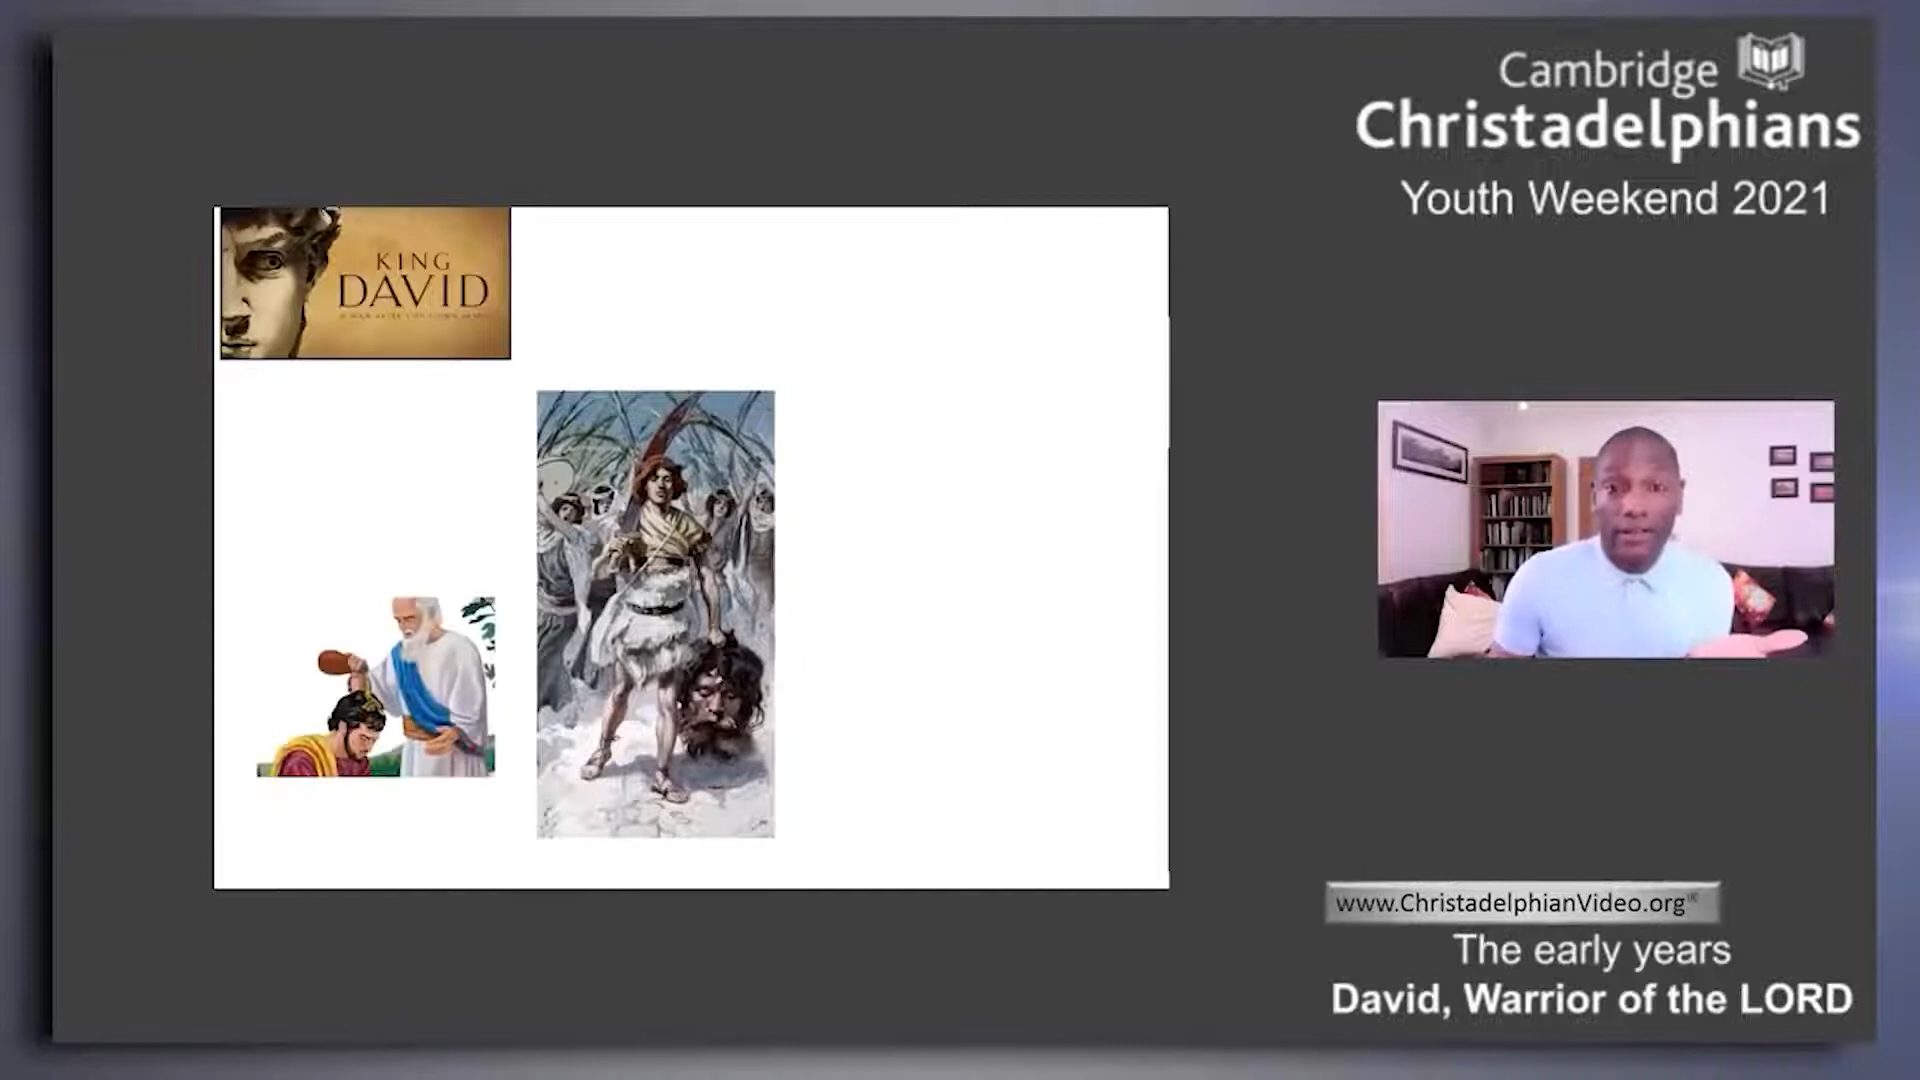 Cambridge
Christadelphians
Youth Weekend 2021
KING
DAVID
www.ChristadelphianVideo.org®
The early years
David, Warrior of the LORD